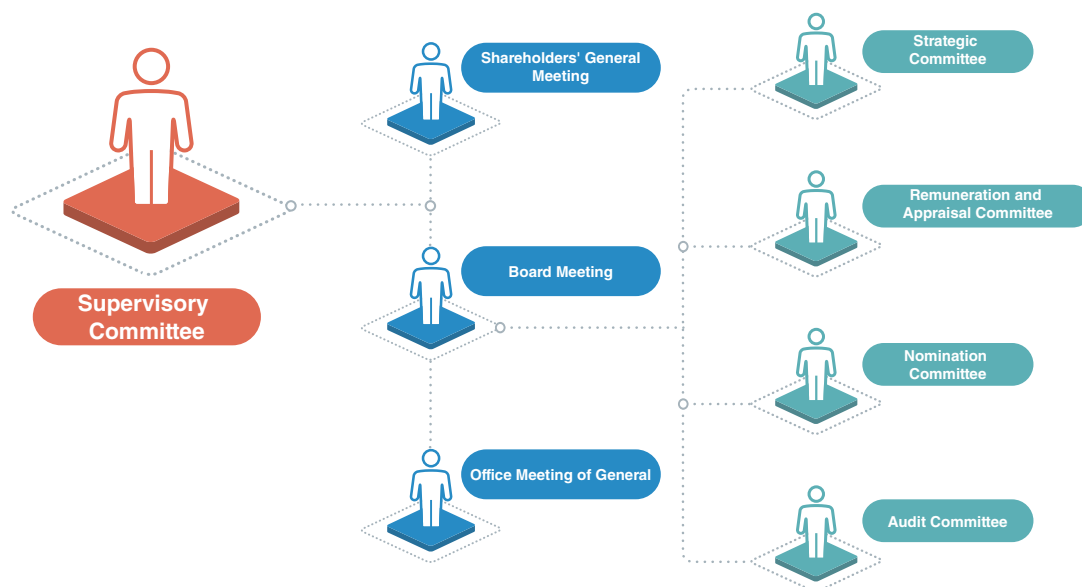 Supervisory
Committee
Shareholders' General
Meeting
Board Meeting
Office Meeting of General
Strategic
Committee
Remuneration and
Appraisal Committee
Nomination
Committee
Audit Committee